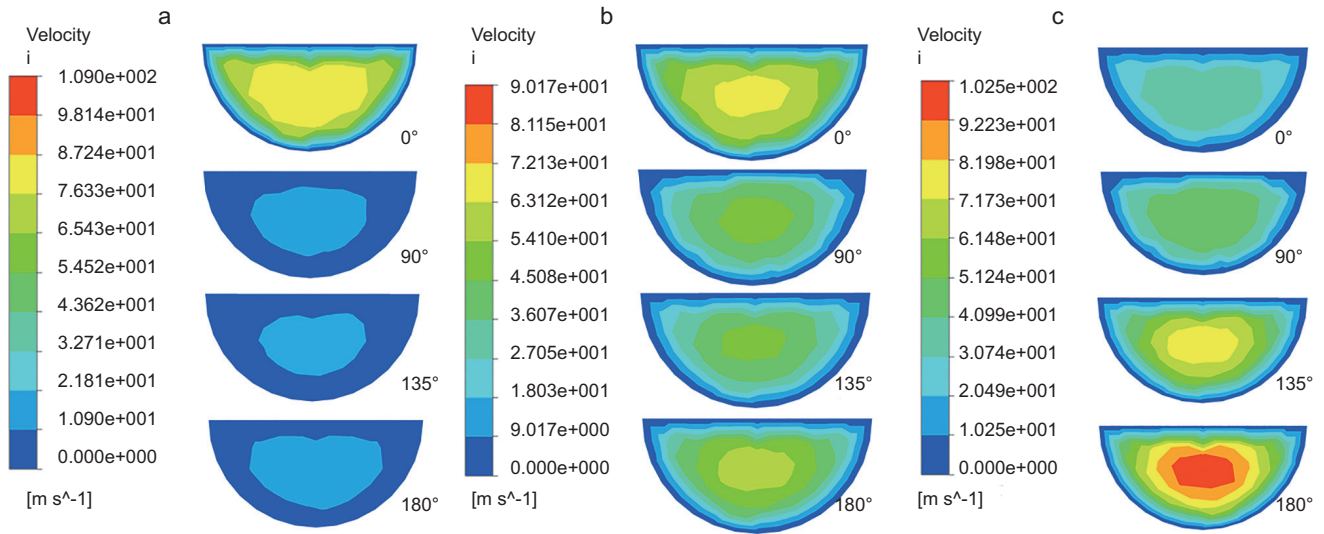 a
Velocity
i
1.090e+002
9.814e+001
8.724e+001
7.633e+001
6.543e+001
5.452e+001
4.362e+001
3.271e+001
2.181e+001
1.090e+001
0.000e+000
[m s^-1]
0°
90°
135°
180°
b
Velocity
i
9.017e+001
8.115e+001
7.213e+001
6.312e+001
5.410e+001
4.508e+001
3.607e+001
2.705e+001
1.803e+001
9.017e+000
0.000e+000
[m s^-1]
0°
90°
135°
180°
c
Velocity
i
1.025e+002
9.223e+001
8.198e+001
7.173e+001
6.148e+001
5.124e+001
4.099e+001
3.074e+001
2.049e+001
1.025e+001
0.000e+000
[m s^-1]
0°
90°
135°
180°